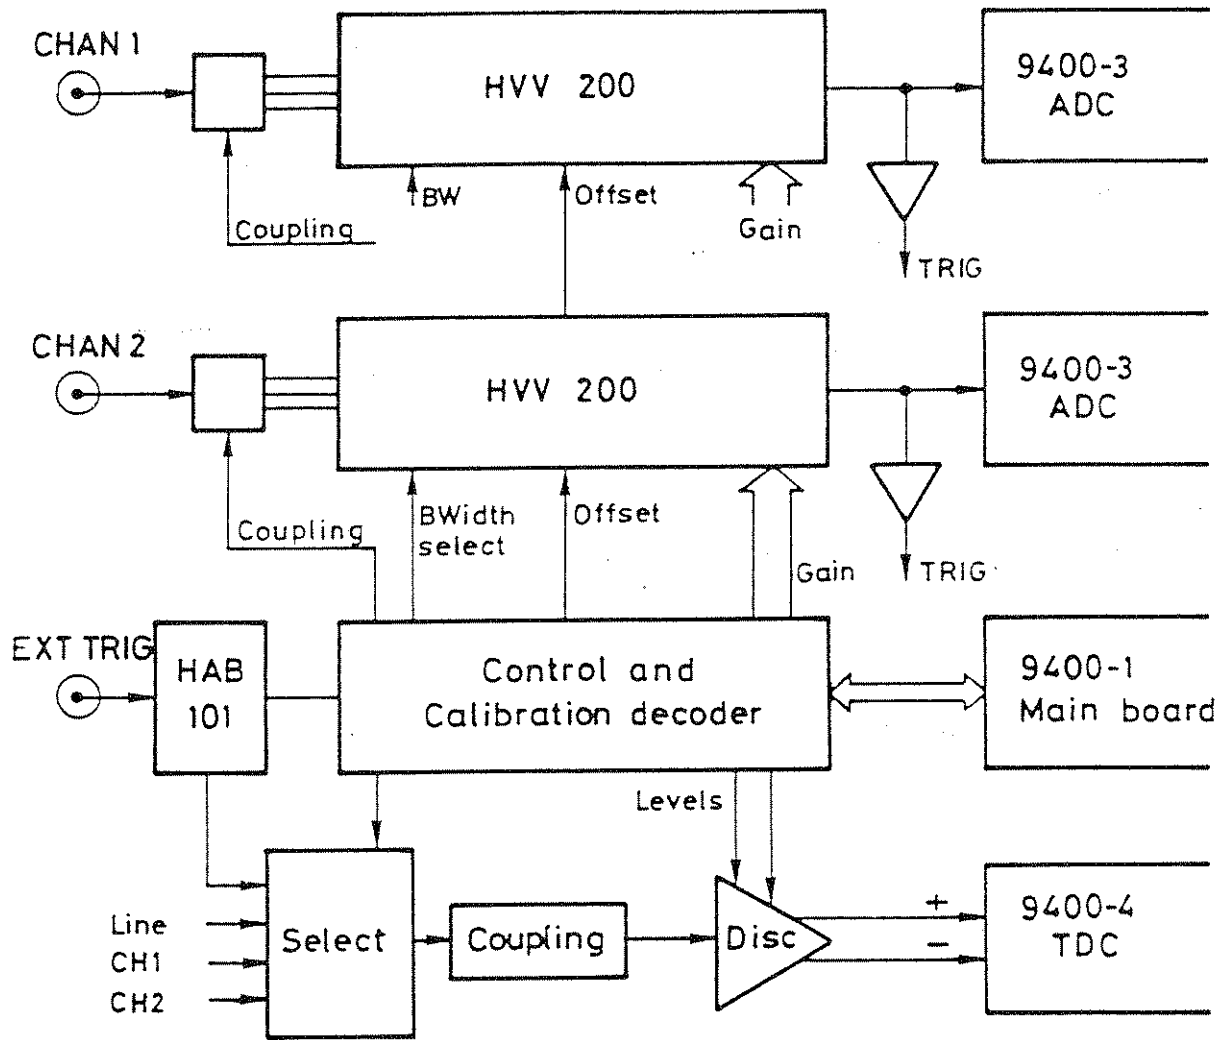 CHAN 1
HVV 200
9400-3
ADC
BW
Offset
Coupling
Gain
TRIG
CHAN 2
HVV 200
9400-3
ADC
BWidth
select
Offset
Coupling
Gain
TRIG
EXT TRIG
HAB
101
Control and
Calibration decoder
9400-1
Main board
Levels
Line
CH1
CH2
Select
Coupling
Disc
+
−
9400-4
TDC